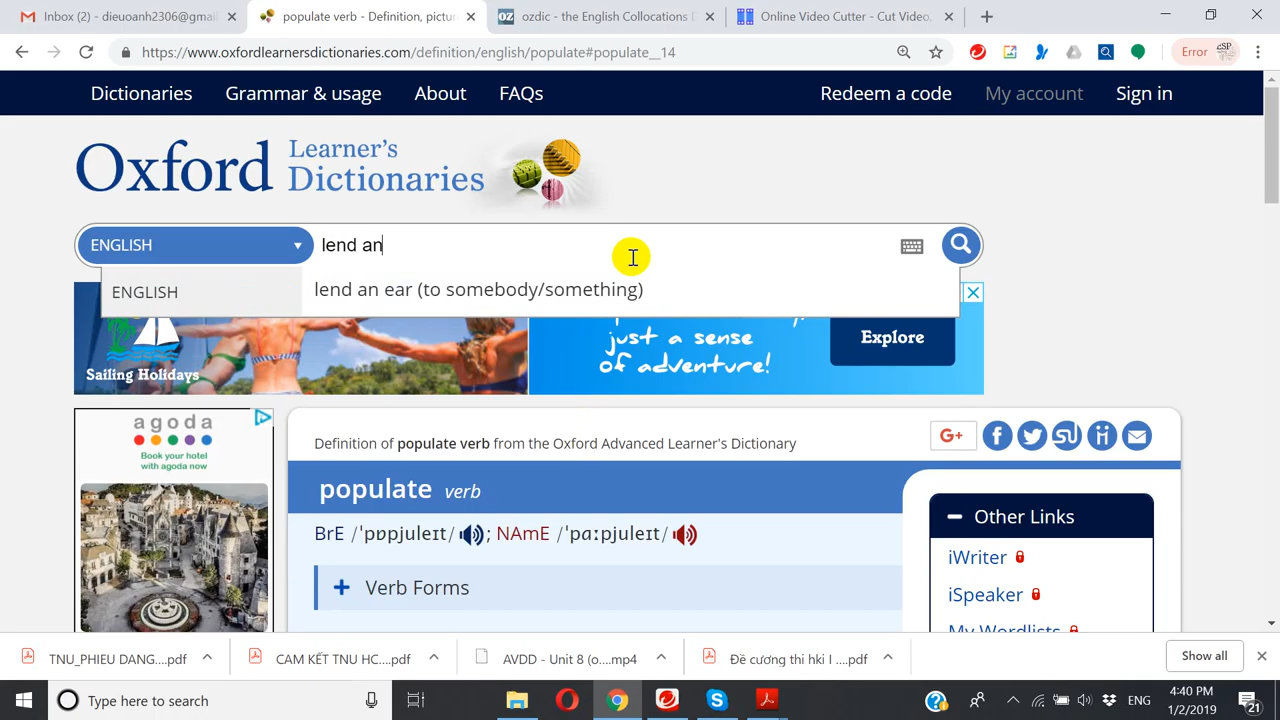 Inbox (2) - dieuoanh2306@gmai
populate verb - Definition, pictur
OZ ozdic - the English Collocations
Online Video Cutter - Cut Video,
https://www.oxfordlearnersdictionaries.com/definition/english/populate#populate__14
Error
Dictionaries Grammar & usage About FAQs Redeem a code My account Sign in
Oxford Learner's Dictionaries
ENGLISH lend an
ENGLISH lend an ear (to somebody/something)
Sailing Holidays
just a sense
of adventure!
Explore
agoda
Book your hotel
with agoda now
Definition of populate verb from the Oxford Advanced Learner's Dictionary
G+
populate verb
BrE /ˈpɒpjuleɪt/ ; NAmE /ˈpɑːpjuleɪt/
+ Verb Forms
Other Links
iWriter
iSpeaker
My Wordlists
TNU_PHIEU DANG....pdf
CAM KẾT TNU HC....pdf
AVDD - Unit 8 (o....mp4
Đề cương thi hki I ....pdf
Show all
Type here to search
ENG
4:40 PM
1/2/2019
21